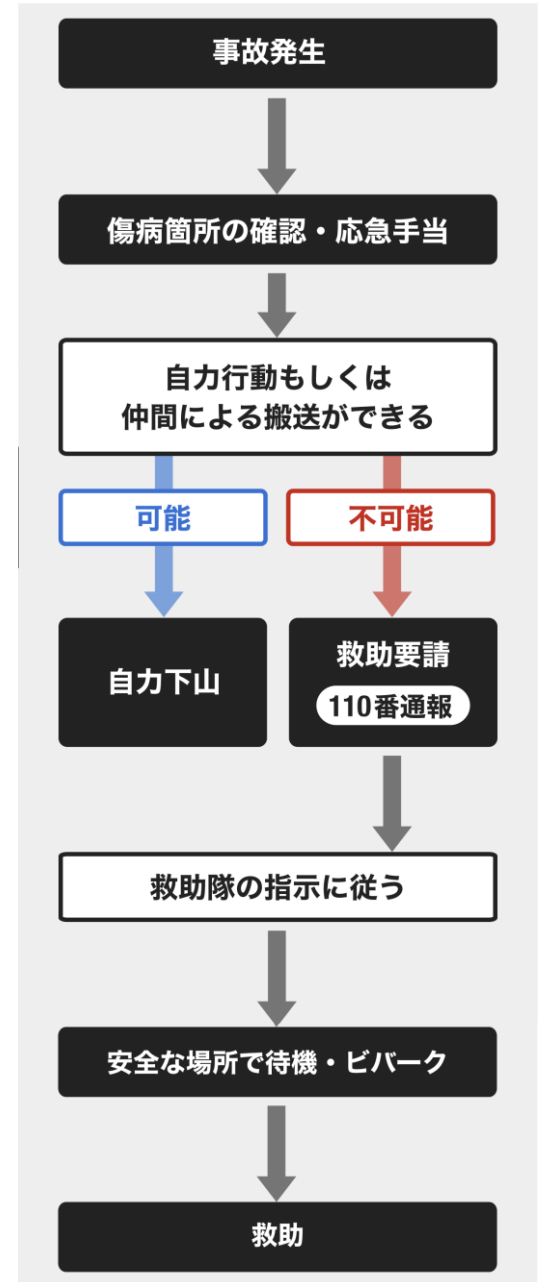 事故発生
傷病箇所の確認・応急手当
自力行動もしくは
仲間による搬送ができる
可能
不可能
自力下山
救助要請
110番通報
救助隊の指示に従う
安全な場所で待機・ビバーク
救助